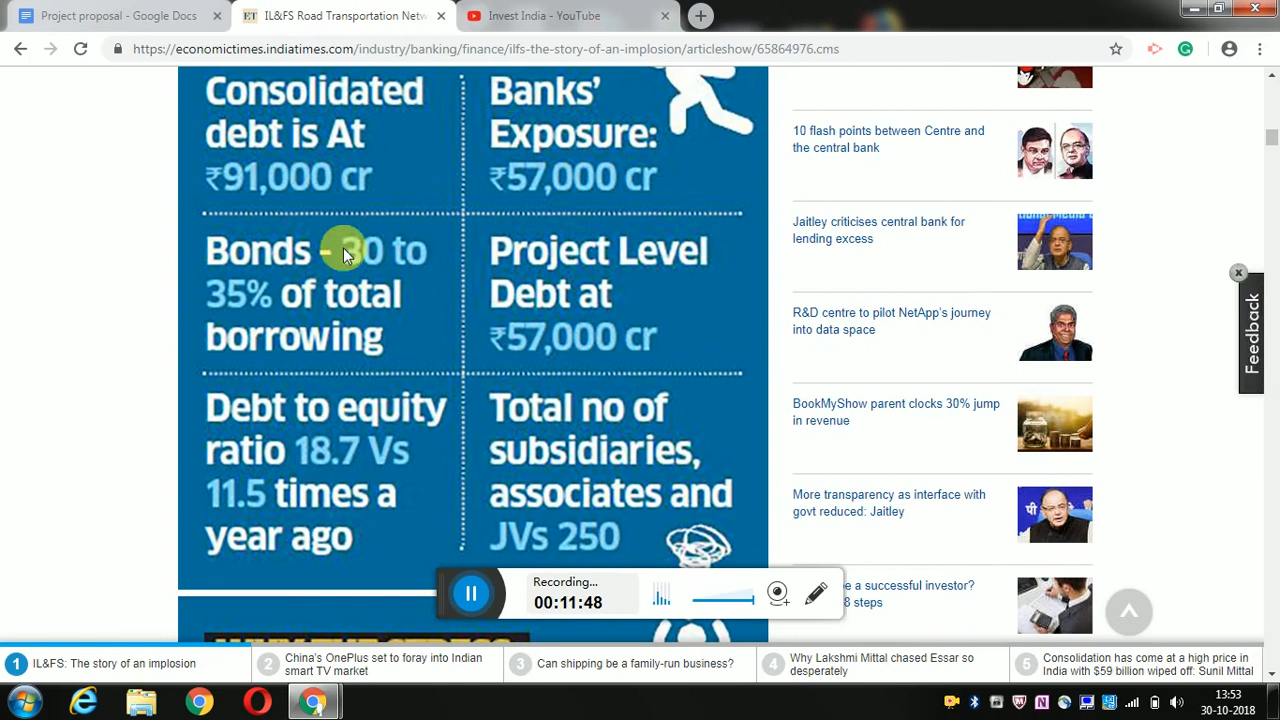 Project proposal - Google Docs
IL&FS Road Transportation Netw
Invest India - YouTube
https://economictimes.indiatimes.com/industry/banking/finance/ilfs-the-story-of-an-implosion/articleshow/65864976.cms
Consolidated
debt is At
₹91,000 cr
Banks'
Exposure:
₹57,000 cr
Bonds - 30 to
35% of total
borrowing
Project Level
Debt at
₹57,000 cr
Debt to equity
ratio 18.7 Vs
11.5 times a
year ago
Total no of
subsidiaries,
associates and
JVs 250
WHY THE STRESS
10 flash points between Centre and
the central bank
Jaitley criticises central bank for
lending excess
R&D centre to pilot NetApp's journey
into data space
BookMyShow parent clocks 30% jump
in revenue
More transparency as interface with
govt reduced: Jaitley
a successful investor?
steps
Feedback
Recording...
00:11:48
1 IL&FS: The story of an implosion
2 China's OnePlus set to foray into Indian
smart TV market
3 Can shipping be a family-run business?
4 Why Lakshmi Mittal chased Essar so
desperately
5 Consolidation has come at a high price in
India with $59 billion wiped off: Sunil Mittal
13:53
30-10-2018